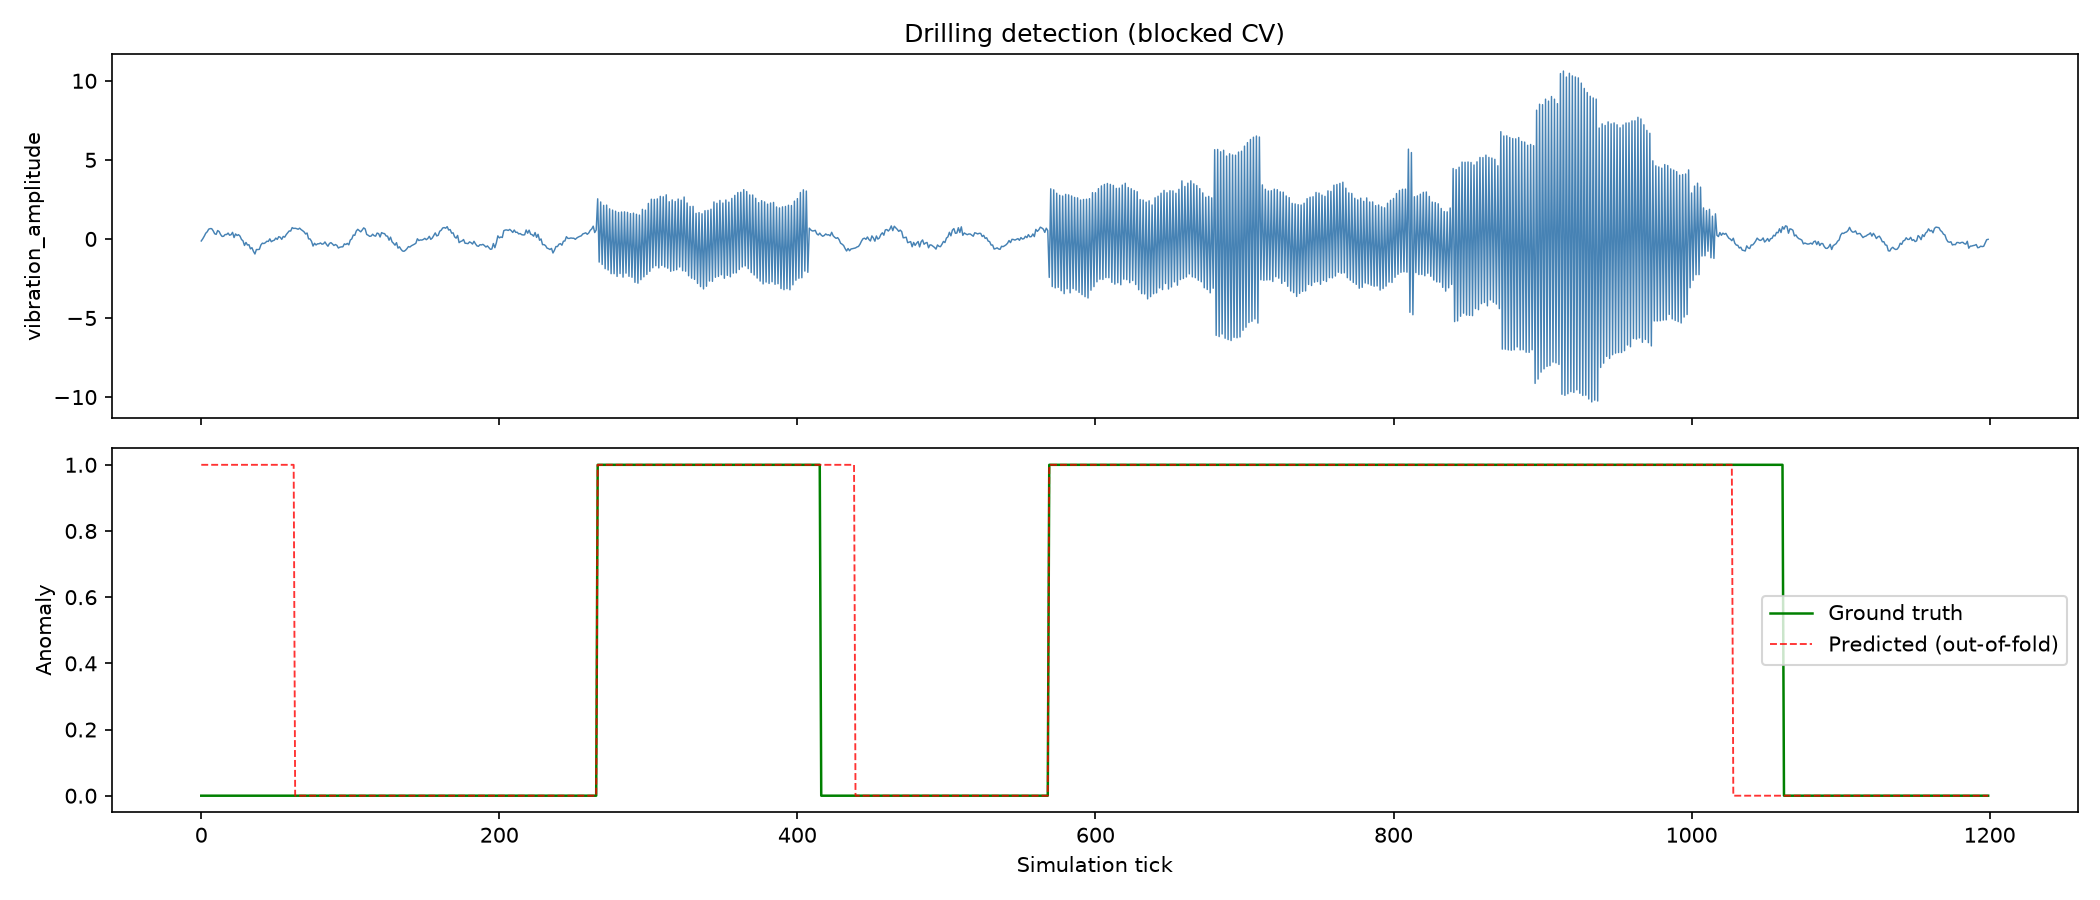 Drilling detection (blocked CV)
vibration_amplitude
10
5
0
−5
−10
Anomaly
1.0
0.8
0.6
0.4
0.2
0.0
Ground truth
Predicted (out-of-fold)
0 200 400 600 800 1000 1200
Simulation tick